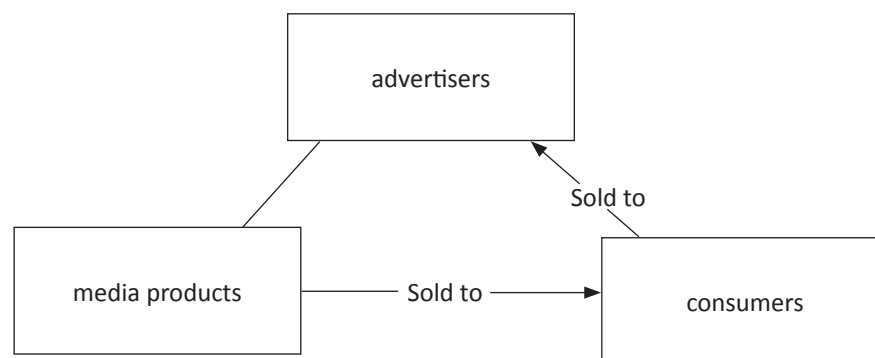 advertisers
Sold to
media products
Sold to
consumers